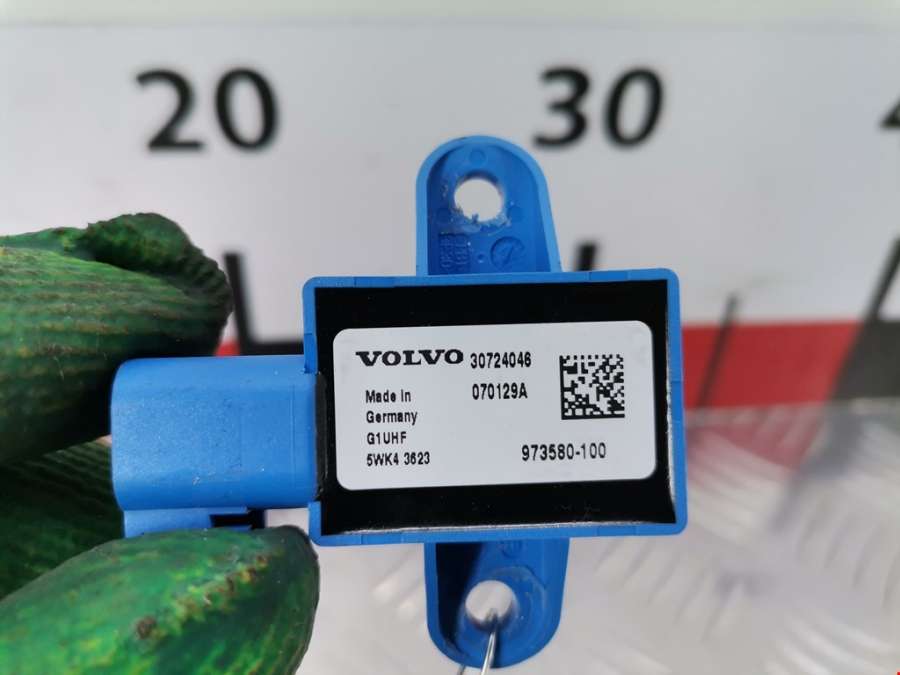 20 30
VOLVO 30724046
Made in 070129A
Germany
G1UHF
5WK4 3623 973580-100